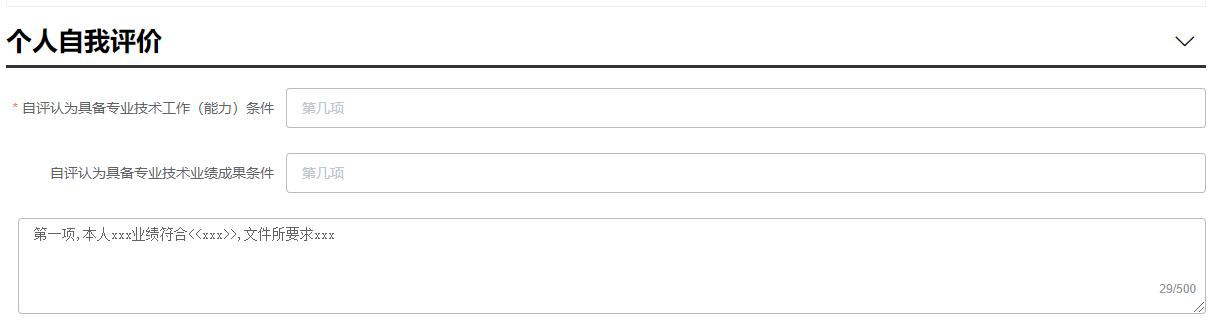 个人自我评价
* 自评认为具备专业技术工作（能力）条件 第几项
自评认为具备专业技术业绩成果条件 第几项
第一项,本人xxx业绩符合<<xxx>>,文件所要求xxx
29/500